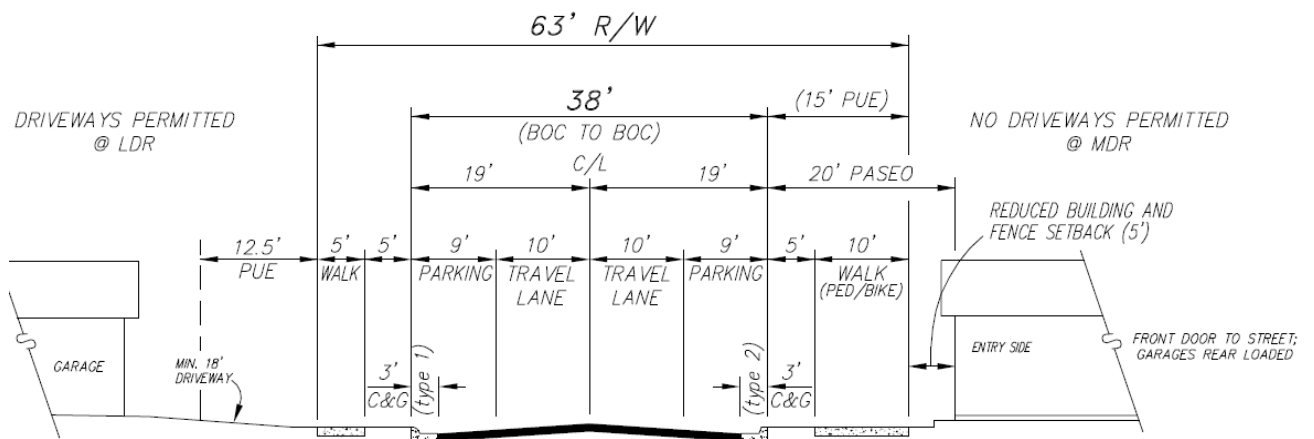 63' R/W
38'
(BOC TO BOC)
C/L
(15' PUE)
DRIVEWAYS PERMITTED
@ LDR
NO DRIVEWAYS PERMITTED
@ MDR
19'
19'
20' PASEO
REDUCED BUILDING AND
FENCE SETBACK (5')
12.5'
PUE
5'
WALK
5'
9'
PARKING
10'
TRAVEL
LANE
10'
TRAVEL
LANE
9'
PARKING
5'
10'
WALK
(PED/BIKE)
GARAGE
MIN. 18'
DRIVEWAY
3'
C&G
(type 1)
(type 2)
3'
C&G
ENTRY SIDE
FRONT DOOR TO STREET;
GARAGES REAR LOADED